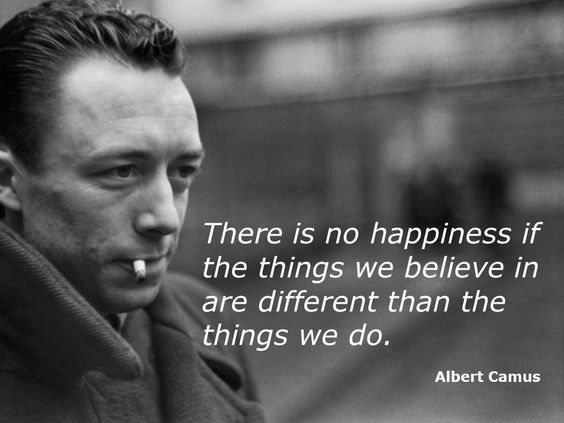 There is no happiness if
the things we believe in
are different than the
things we do.
Albert Camus